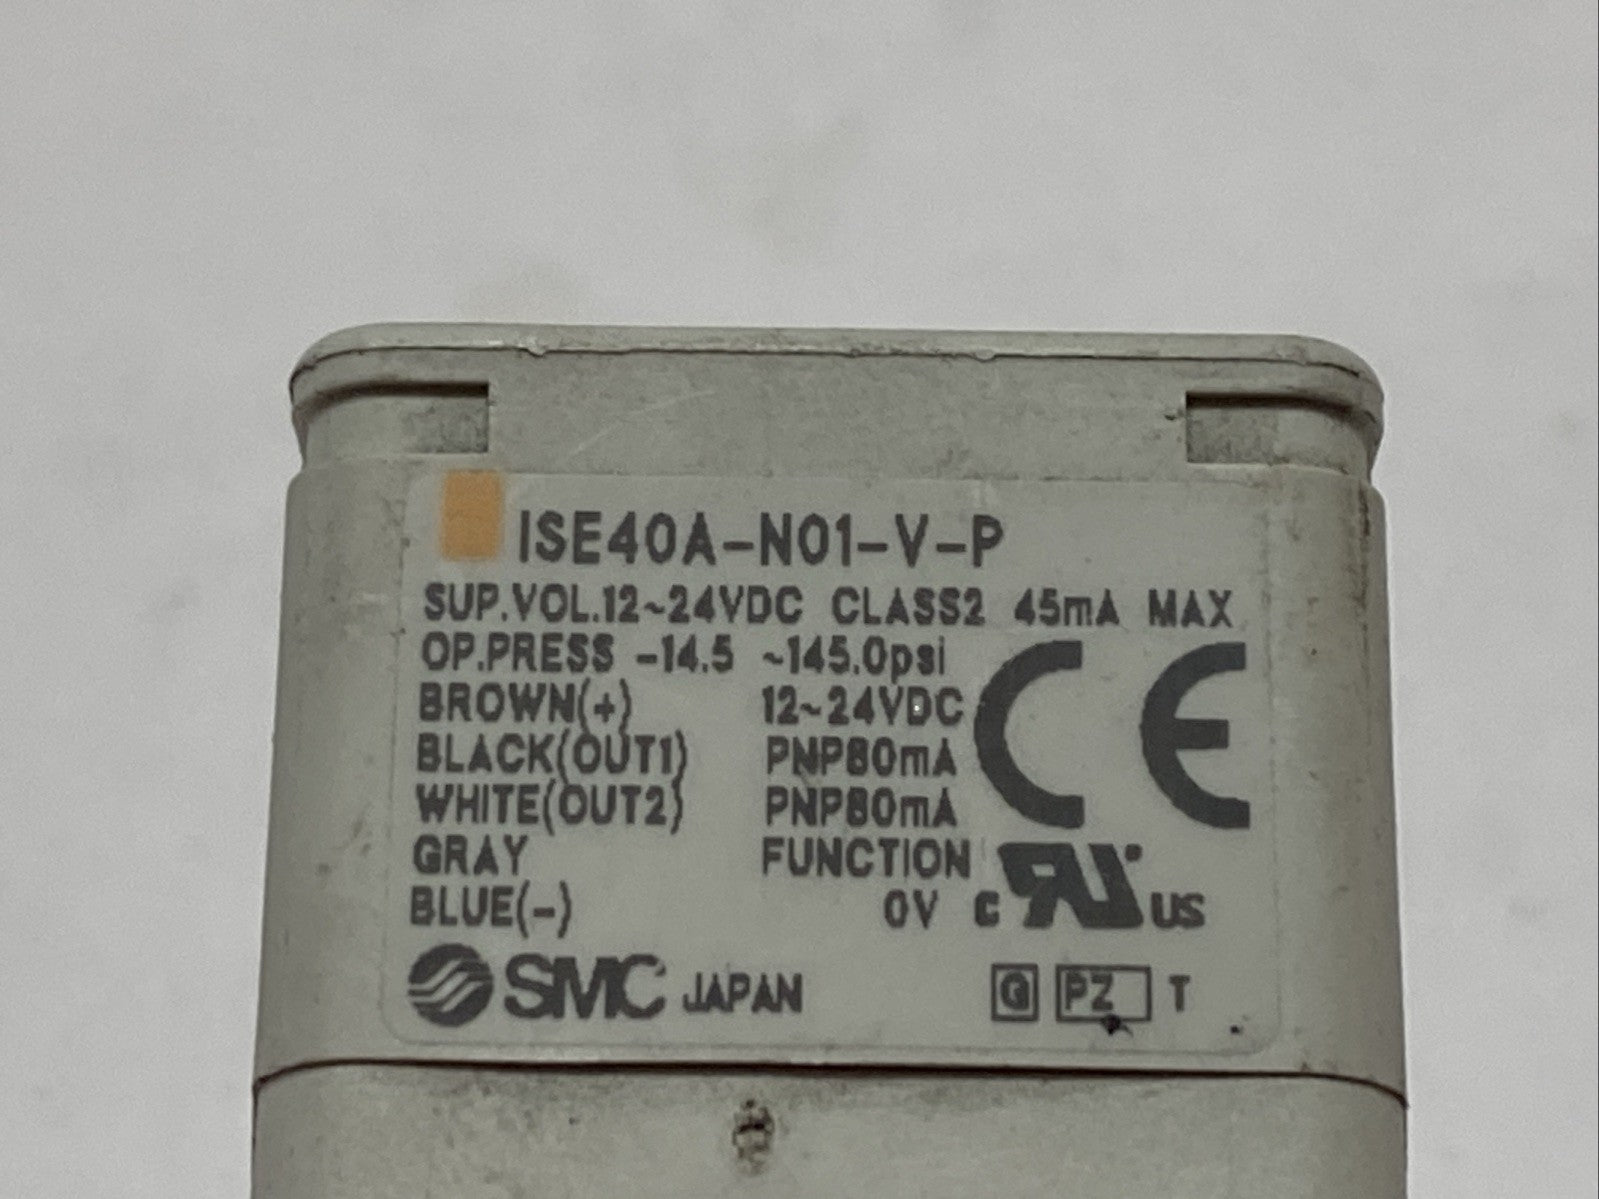 ISE40A-N01-V-P
SUP.VOL.12~24VDC CLASS2 45mA MAX
OP.PRESS -14.5 ~145.0psi
BROWN(+) 12~24VDC
BLACK(OUT1) PNP80mA
WHITE(OUT2) PNP80mA
GRAY FUNCTION
BLUE(-) 0V
CE
C RU US
SMC JAPAN
G PZ T